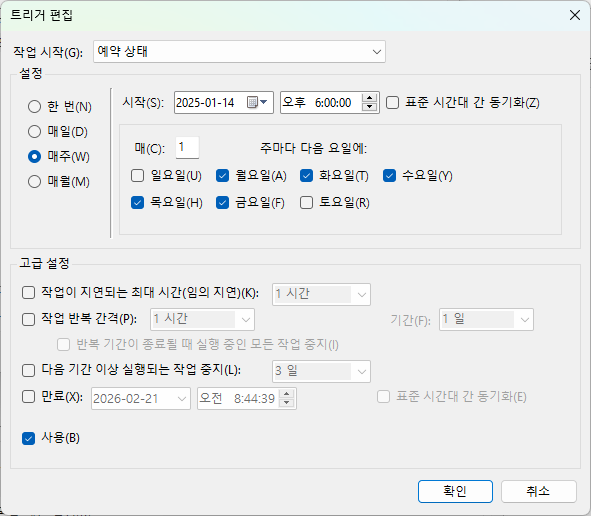 트리거 편집
작업 시작(G): 예약 상태
설정
한 번(N)
매일(D)
매주(W)
매월(M)
시작(S): 2025-01-14 오후 6:00:00 표준 시간대 간 동기화(Z)
매(C): 1 주마다 다음 요일에:
일요일(U) 월요일(A) 화요일(T) 수요일(Y)
목요일(H) 금요일(F) 토요일(R)
고급 설정
작업이 지연되는 최대 시간(임의 지연)(K): 1 시간
작업 반복 간격(P): 1 시간 기간(F): 1 일
반복 기간이 종료될 때 실행 중인 모든 작업 중지(I)
다음 기간 이상 실행되는 작업 중지(L): 3 일
만료(X): 2026-02-21 오전 8:44:39 표준 시간대 간 동기화(E)
사용(B)
확인 취소